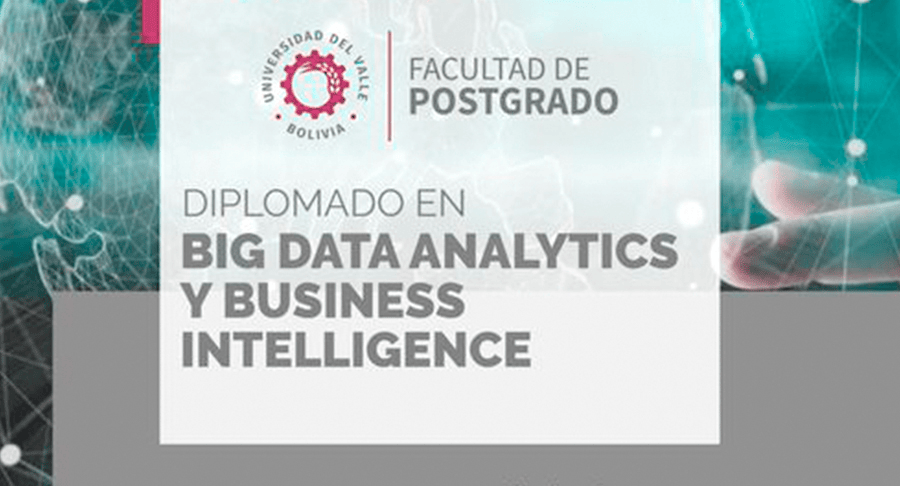 UNIVERSIDAD DEL VALLE
BOLIVIA
FACULTAD DE
POSTGRADO
DIPLOMADO EN
BIG DATA ANALYTICS
Y BUSINESS
INTELLIGENCE